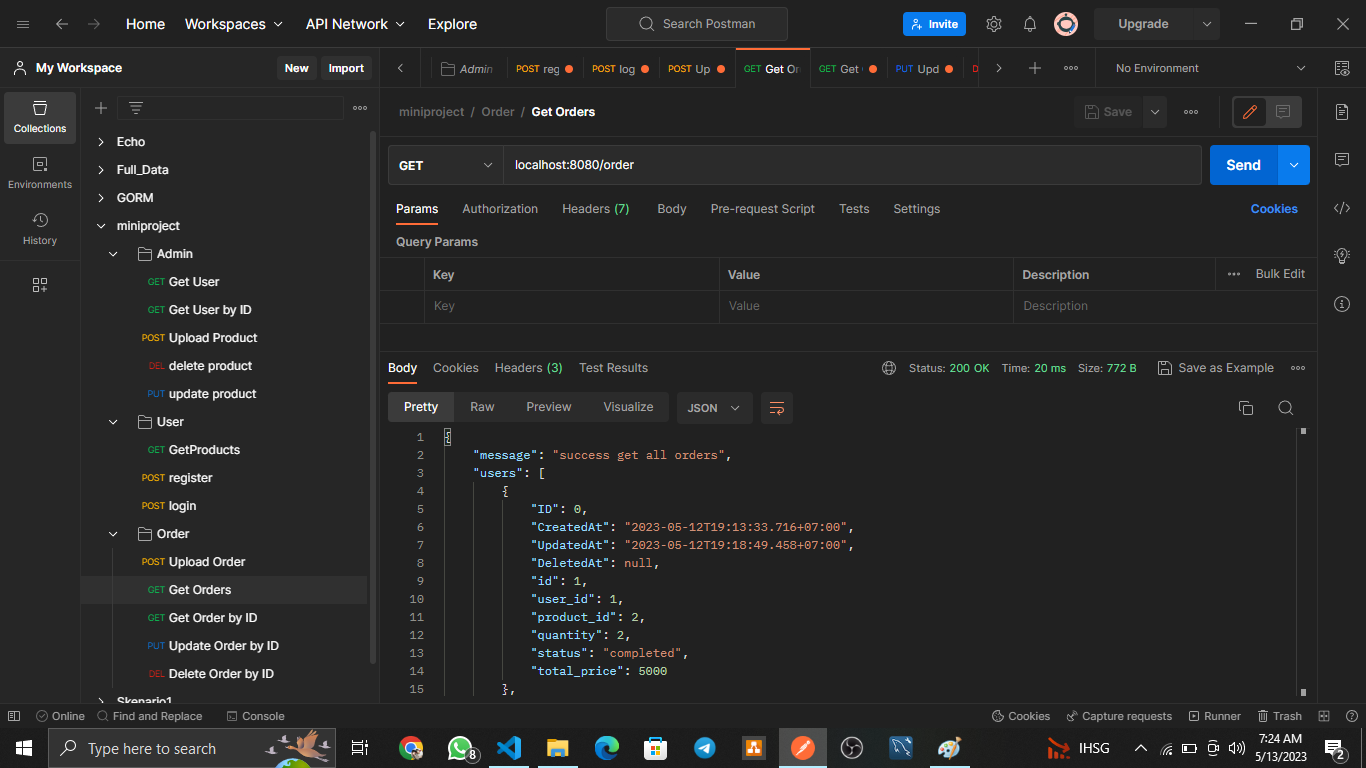 Home Workspaces API Network Explore Search Postman Invite Upgrade
My Workspace New Import Admin POST reg POST log POST Up GET Get Or GET Get PUT Upd D No Environment
Collections
Environments
History
Echo
Full_Data
GORM
miniproject
Admin
GET Get User
GET Get User by ID
POST Upload Product
DEL delete product
PUT update product
User
GET GetProducts
POST register
POST login
Order
POST Upload Order
GET Get Orders
GET Get Order by ID
PUT Update Order by ID
DEL Delete Order by ID
Skenario1
miniproject / Order / Get Orders Save
GET localhost:8080/order Send
Params Authorization Headers (7) Body Pre-request Script Tests Settings Cookies
Query Params
Key Value Description Bulk Edit
Key Value Description
Body Cookies Headers (3) Test Results Status: 200 OK Time: 20 ms Size: 772 B Save as Example
Pretty Raw Preview Visualize JSON
1 {
2 "message": "success get all orders",
3 "users": [
4 {
5 "ID": 0,
6 "CreatedAt": "2023-05-12T19:13:33.716+07:00",
7 "UpdatedAt": "2023-05-12T19:18:49.458+07:00",
8 "DeletedAt": null,
9 "id": 1,
10 "user_id": 1,
11 "product_id": 2,
12 "quantity": 2,
13 "status": "completed",
14 "total_price": 5000
15 },
Online Find and Replace Console Cookies Capture requests Runner Trash
Type here to search 8 IHSG 7:24 AM
5/13/2023 2